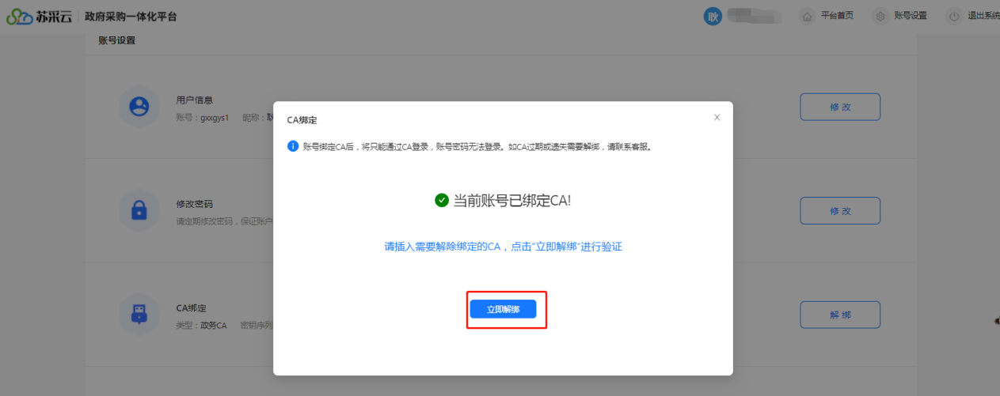 苏采云 政府采购一体化平台 耿 平台首页 账号设置 退出系统
账号设置
用户信息
账号：gxxgys1 昵称：耿
修 改
CA绑定
账号绑定CA后，将只能通过CA登录，账号密码无法登录。如CA过期或遗失需要解绑，请联系客服。
当前账号已绑定CA!
请插入需要解除绑定的CA，点击“立即解绑”进行验证
立即解绑
修改密码
请定期修改密码，保证账户
修 改
CA绑定
类型：政务CA 密钥序列
解 绑